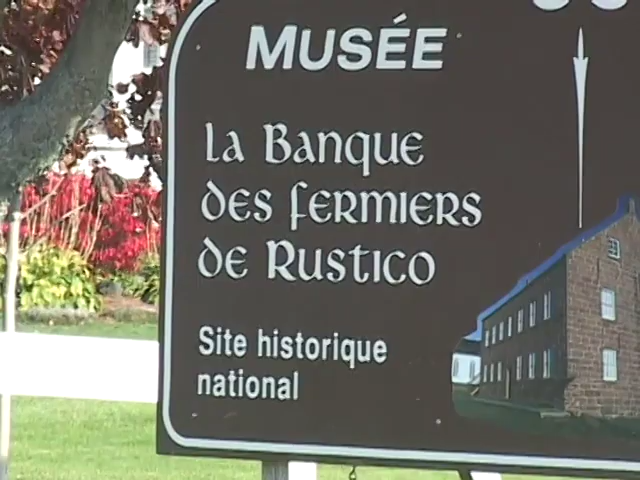 MUSÉE
La Banque
des fermiers
de Rustico
Site historique
national